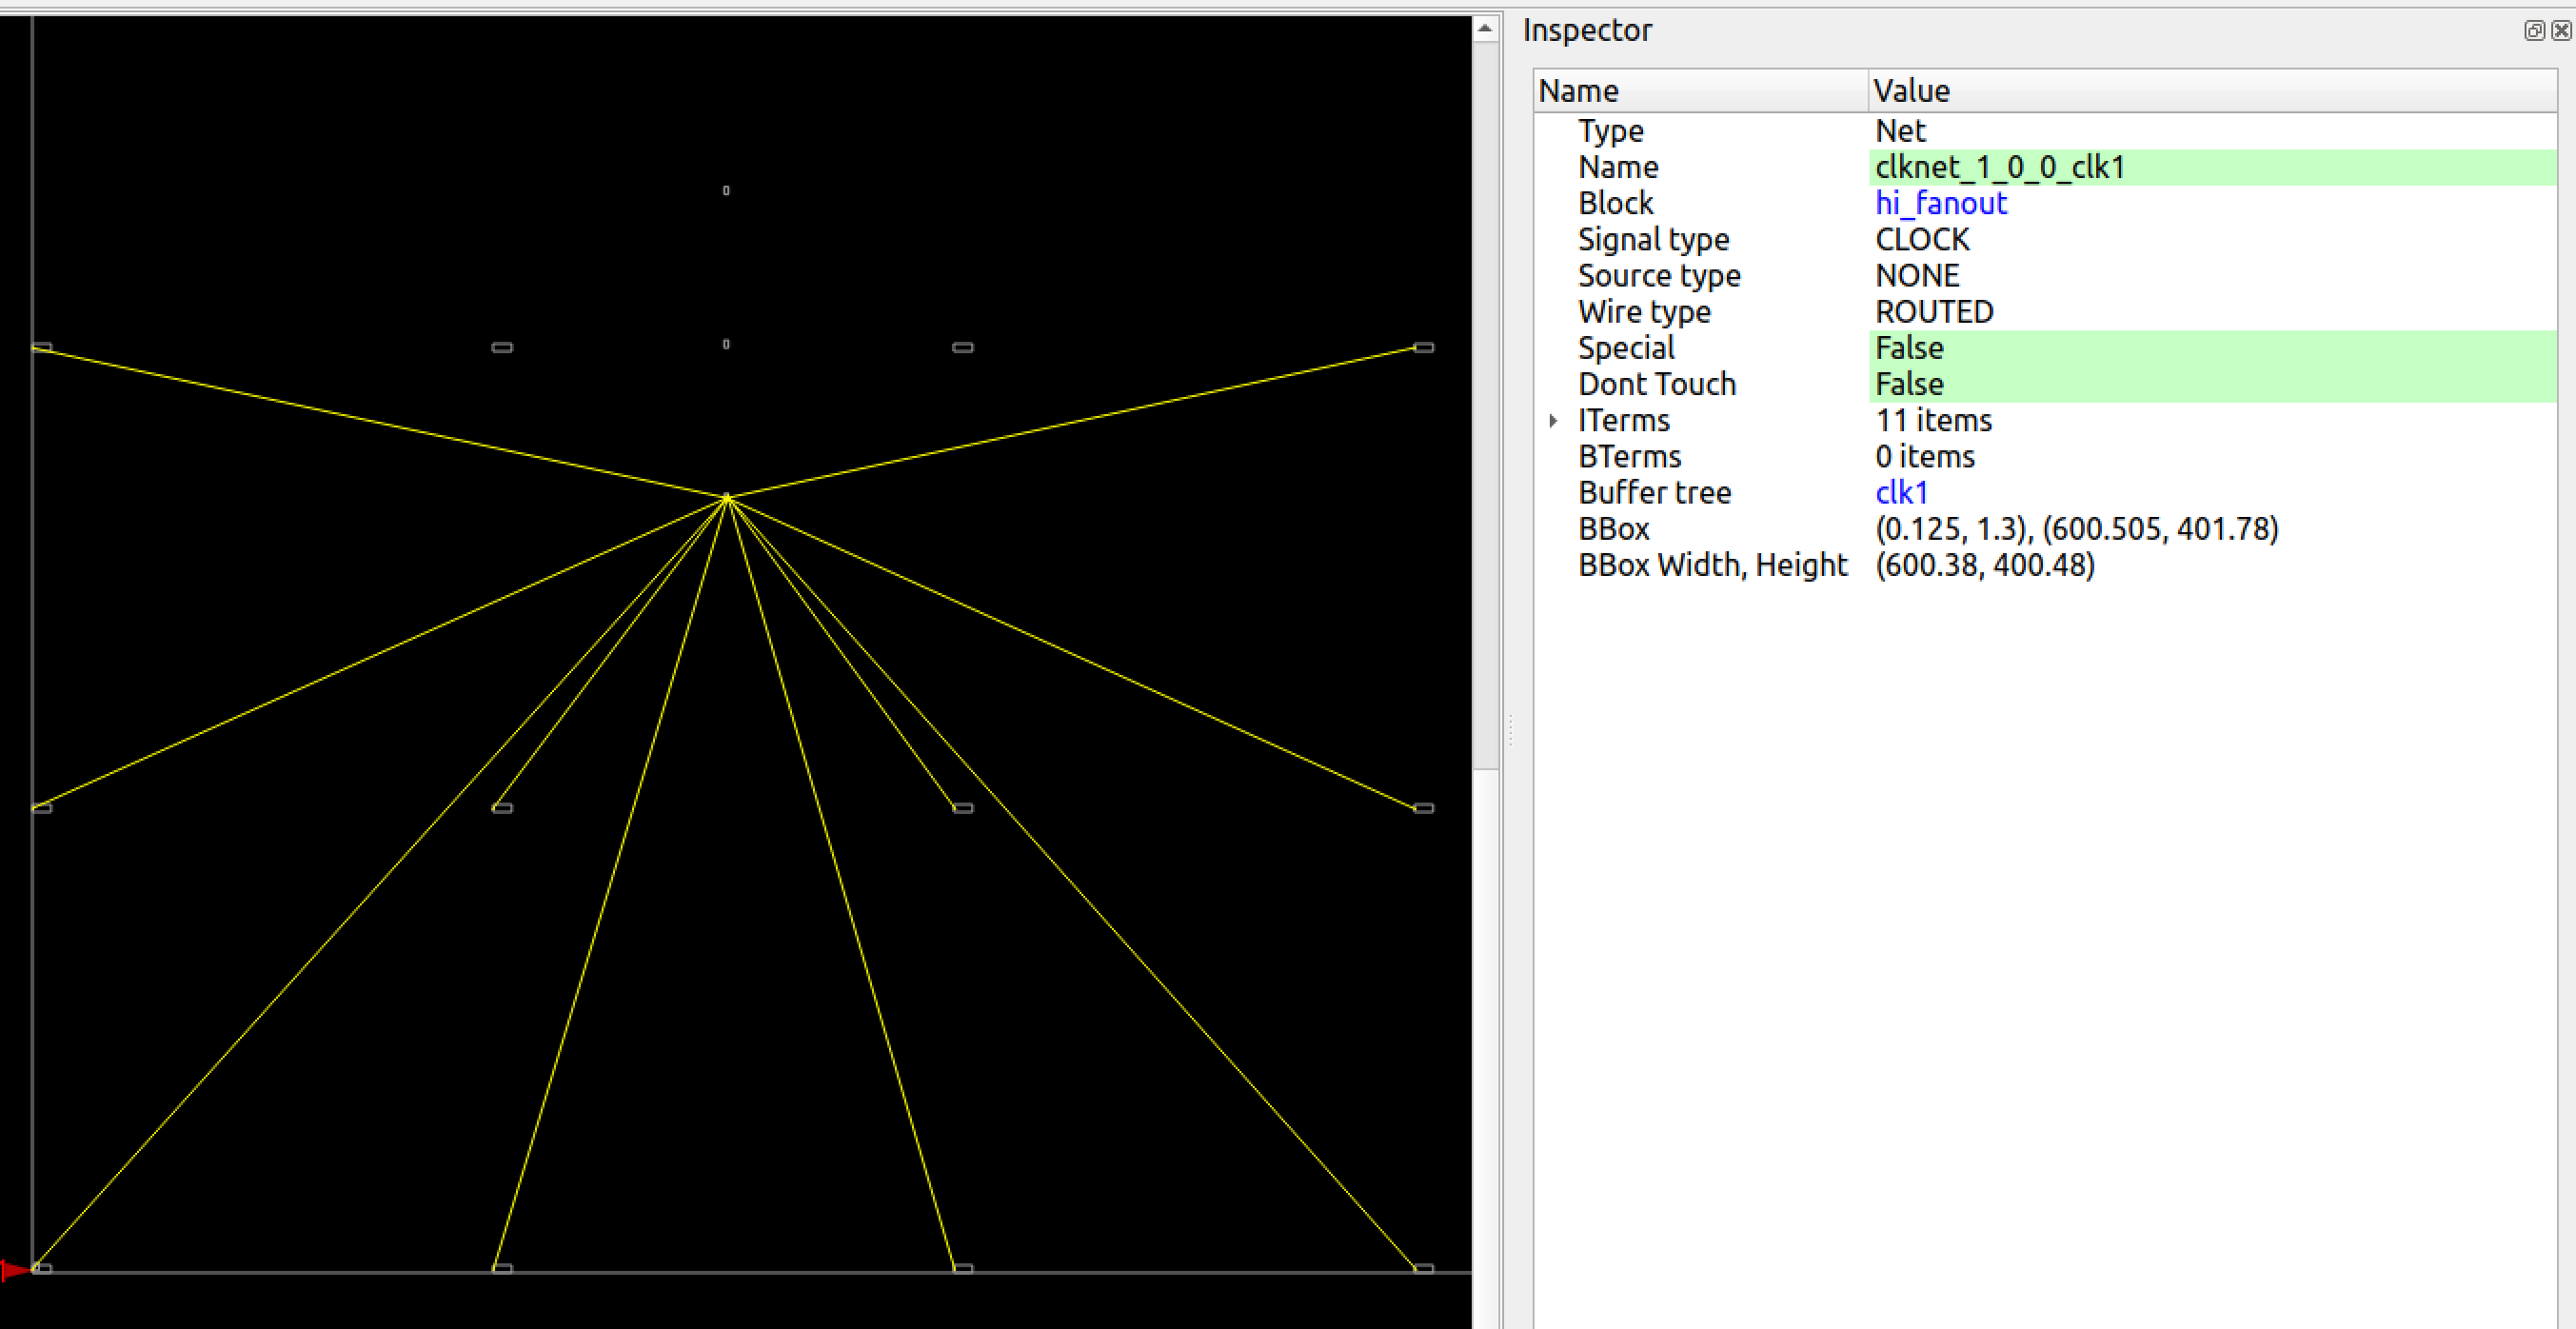 Inspector
Name Value
Type Net
Name clknet_1_0_0_clk1
Block hi_fanout
Signal type CLOCK
Source type NONE
Wire type ROUTED
Special False
Dont Touch False
ITerms 11 items
BTerms 0 items
Buffer tree clk1
BBox (0.125, 1.3), (600.505, 401.78)
BBox Width, Height (600.38, 400.48)